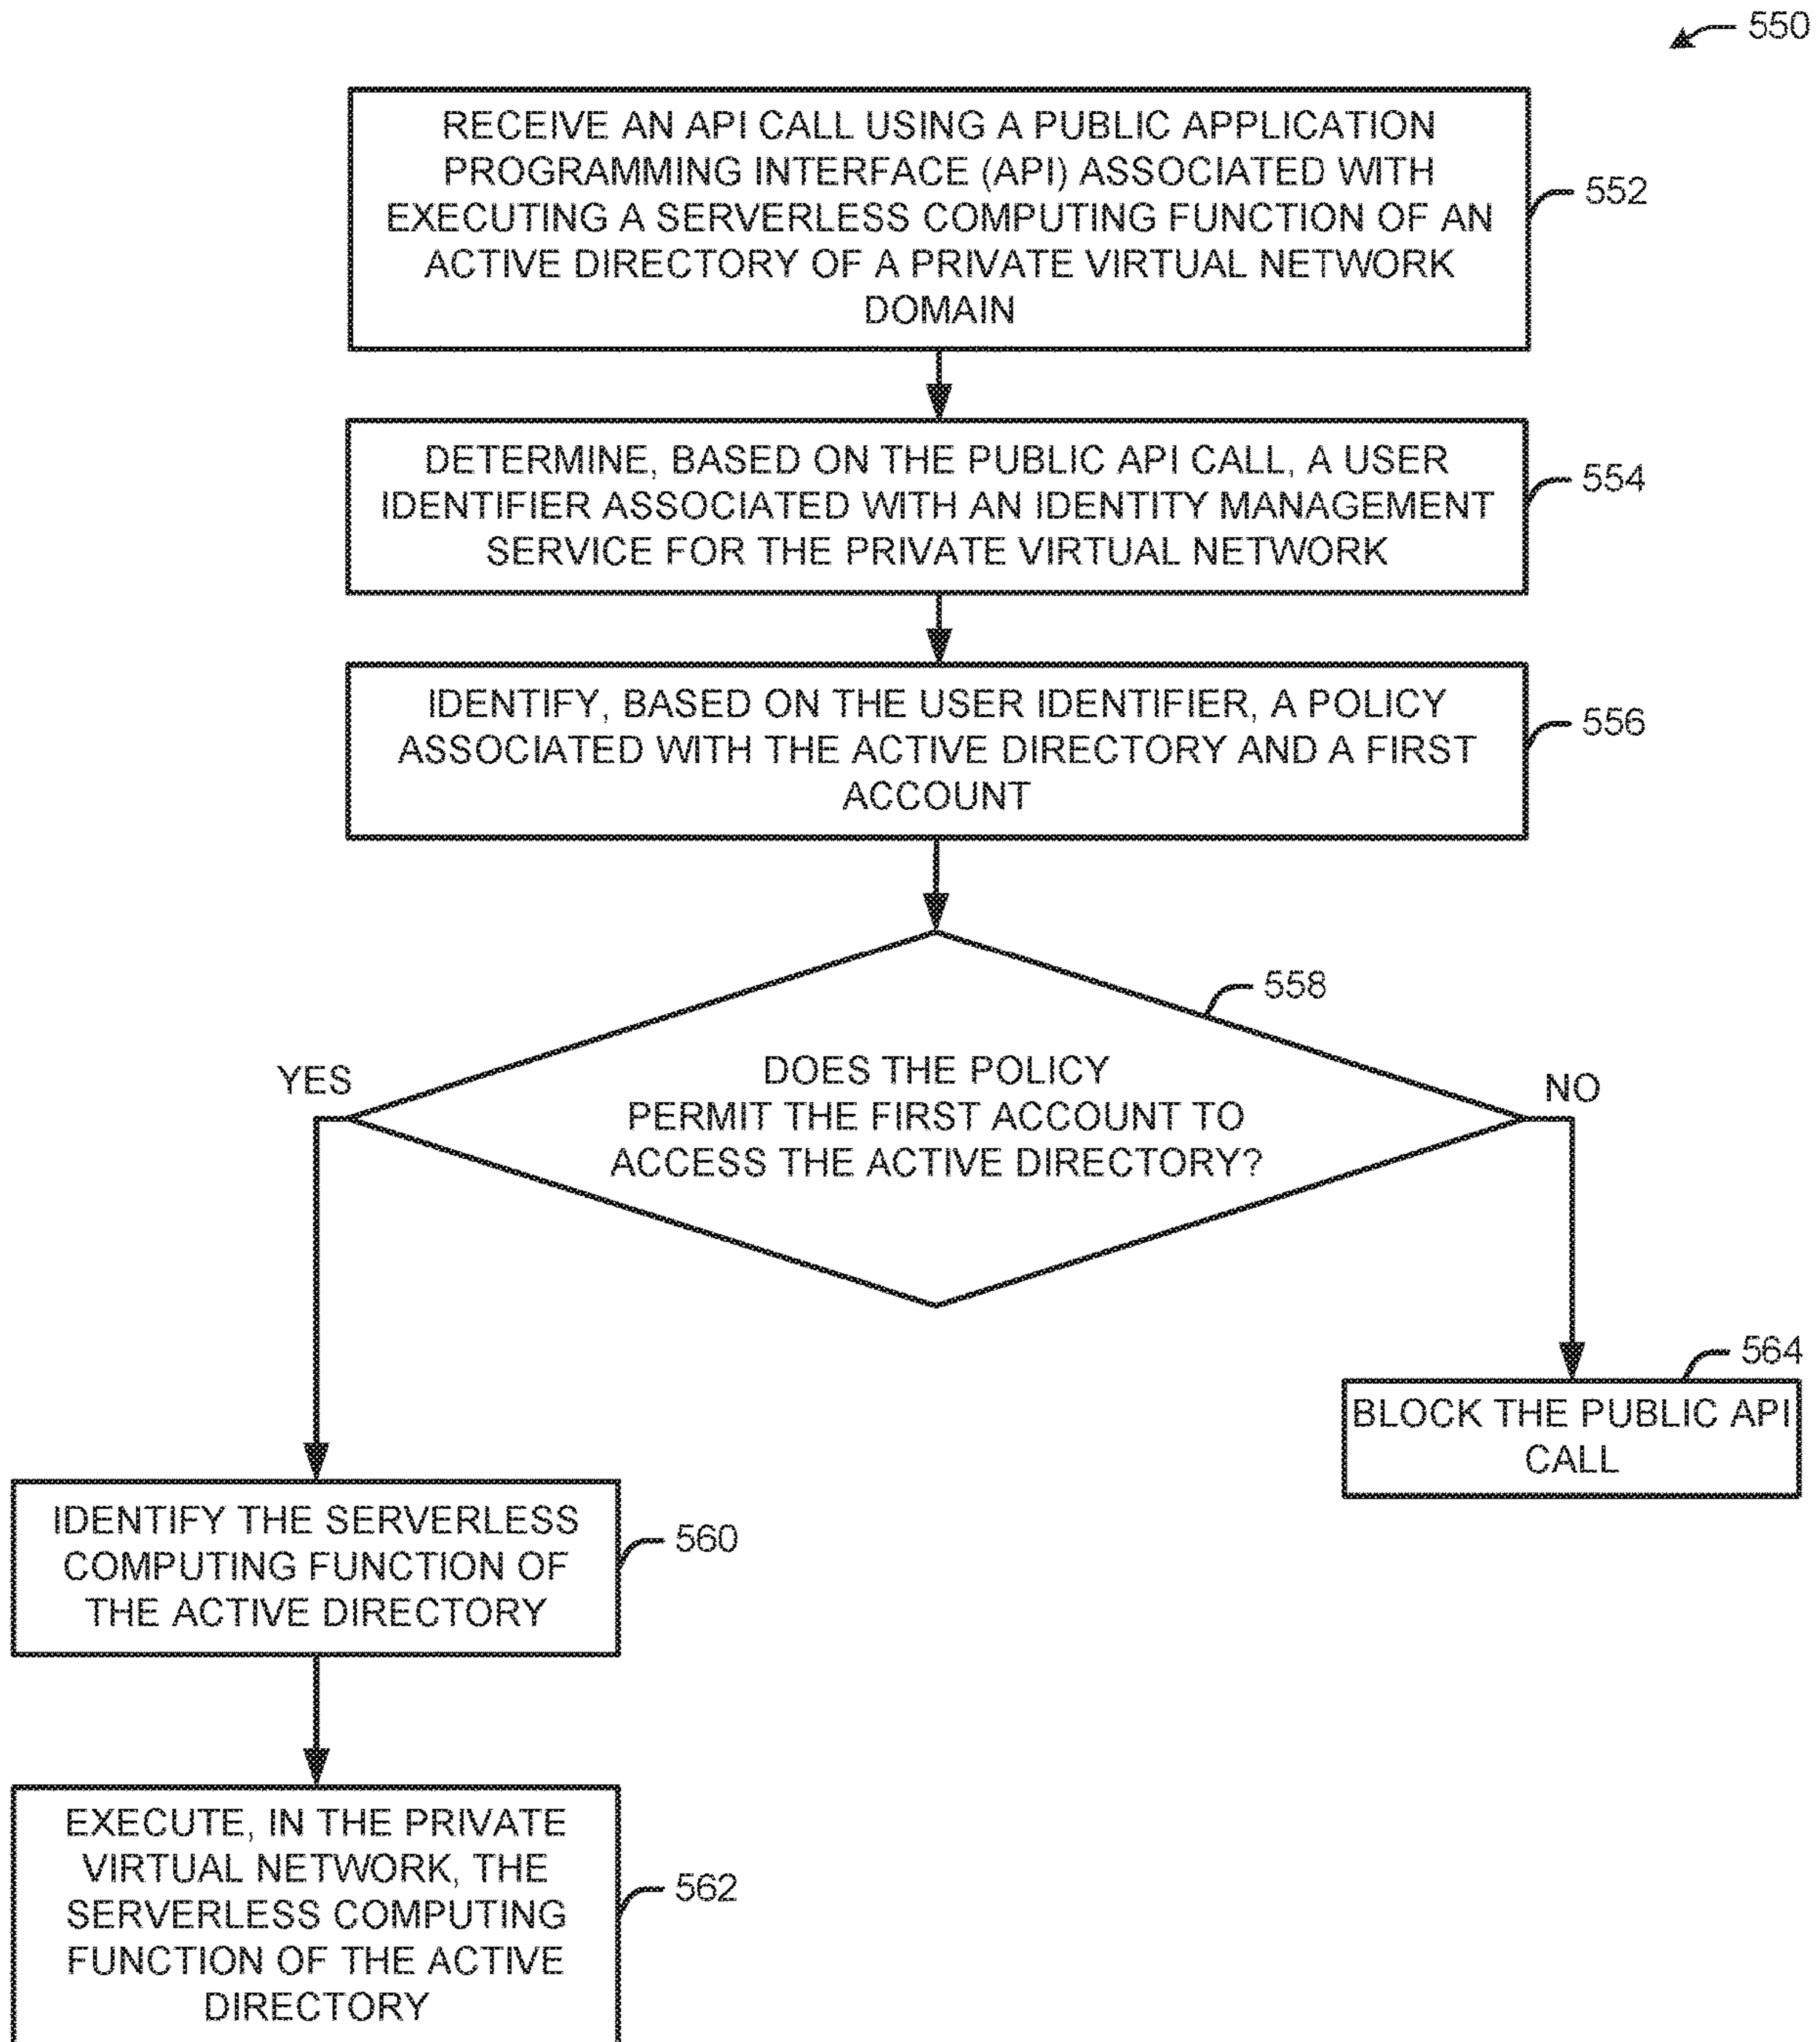 550
RECEIVE AN API CALL USING A PUBLIC APPLICATION
PROGRAMMING INTERFACE (API) ASSOCIATED WITH
EXECUTING A SERVERLESS COMPUTING FUNCTION OF AN
ACTIVE DIRECTORY OF A PRIVATE VIRTUAL NETWORK
DOMAIN
552
DETERMINE, BASED ON THE PUBLIC API CALL, A USER
IDENTIFIER ASSOCIATED WITH AN IDENTITY MANAGEMENT
SERVICE FOR THE PRIVATE VIRTUAL NETWORK
554
IDENTIFY, BASED ON THE USER IDENTIFIER, A POLICY
ASSOCIATED WITH THE ACTIVE DIRECTORY AND A FIRST
ACCOUNT
556
558
DOES THE POLICY
PERMIT THE FIRST ACCOUNT TO
ACCESS THE ACTIVE DIRECTORY?
YES
NO
564
BLOCK THE PUBLIC API
CALL
IDENTIFY THE SERVERLESS
COMPUTING FUNCTION OF
THE ACTIVE DIRECTORY
560
EXECUTE, IN THE PRIVATE
VIRTUAL NETWORK, THE
SERVERLESS COMPUTING
FUNCTION OF THE ACTIVE
DIRECTORY
562